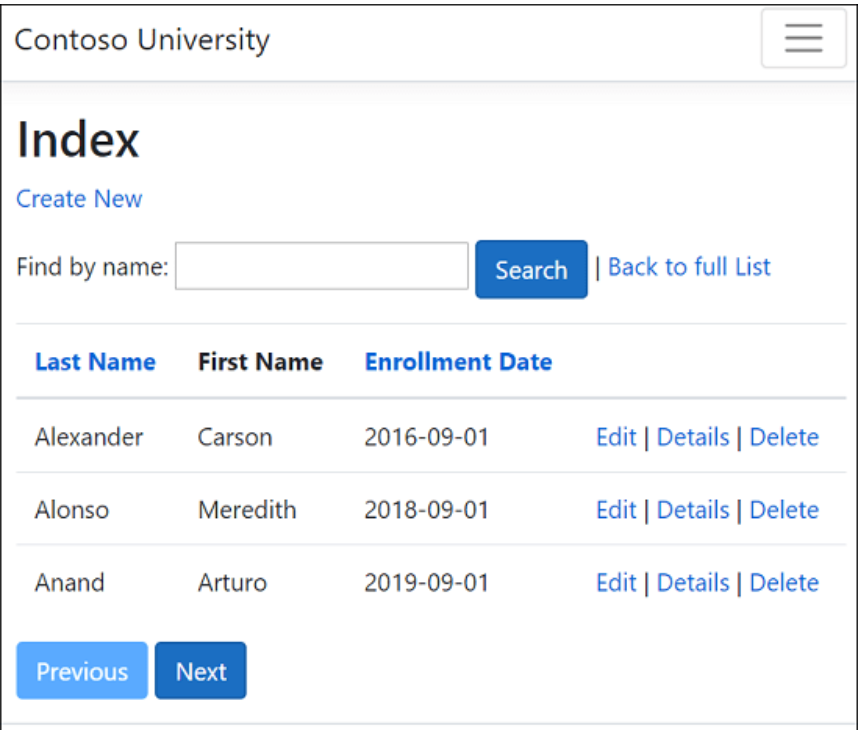 Contoso University
Index
Create New
Find by name: Search | Back to full List
Last Name First Name Enrollment Date
Alexander Carson 2016-09-01 Edit | Details | Delete
Alonso Meredith 2018-09-01 Edit | Details | Delete
Anand Arturo 2019-09-01 Edit | Details | Delete
Previous Next